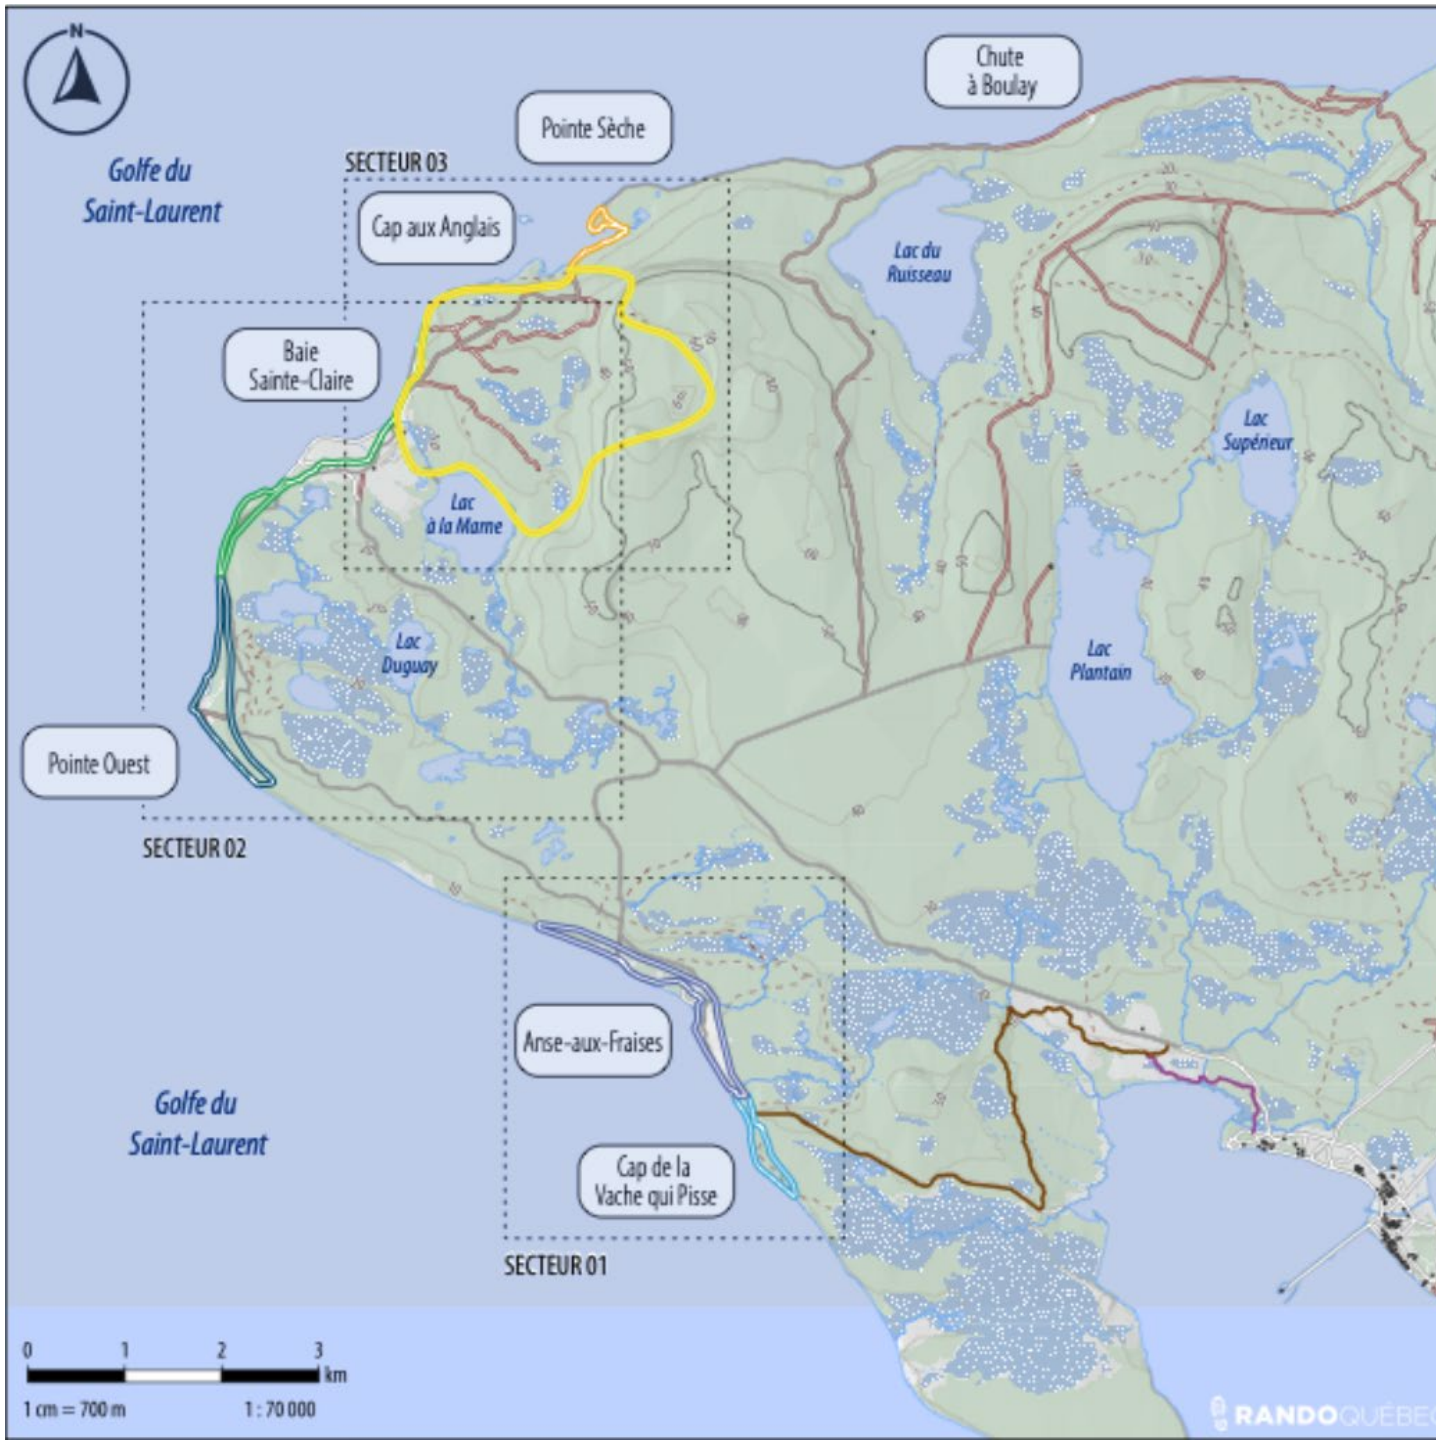 N
Chute
à Boulay
Pointe Sèche
Golfe du
Saint-Laurent
SECTEUR 03
Cap aux Anglais
Lac du
Ruisseau
Baie
Sainte-Claire
Lac
Supérieur
Lac
à la Marne
Lac
Duguay
Lac
Plantain
Pointe Ouest
SECTEUR 02
Anse-aux-Fraises
Golfe du
Saint-Laurent
Cap de la
Vache qui Pisse
SECTEUR 01
0 1 2 3
km
1 cm = 700 m 1 : 70 000
RANDOQUÉBEC